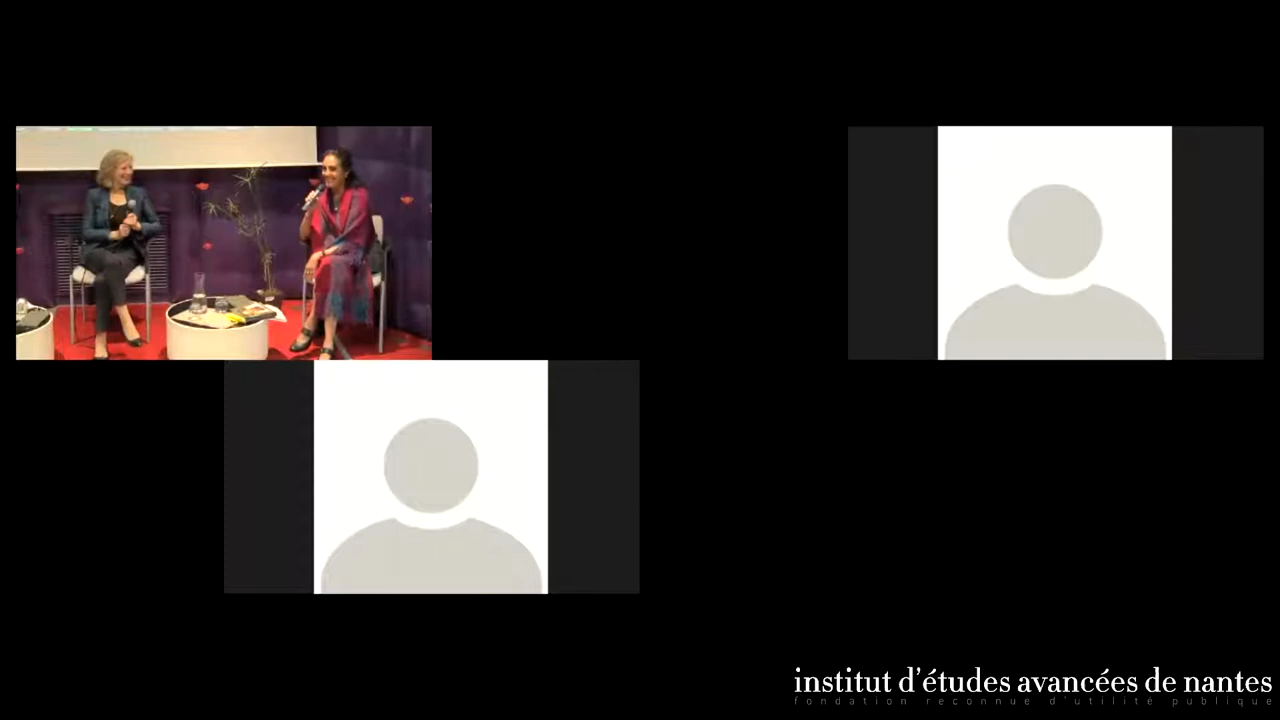 institut d'études avancées de nantes
fondation reconnue d'utilité publique